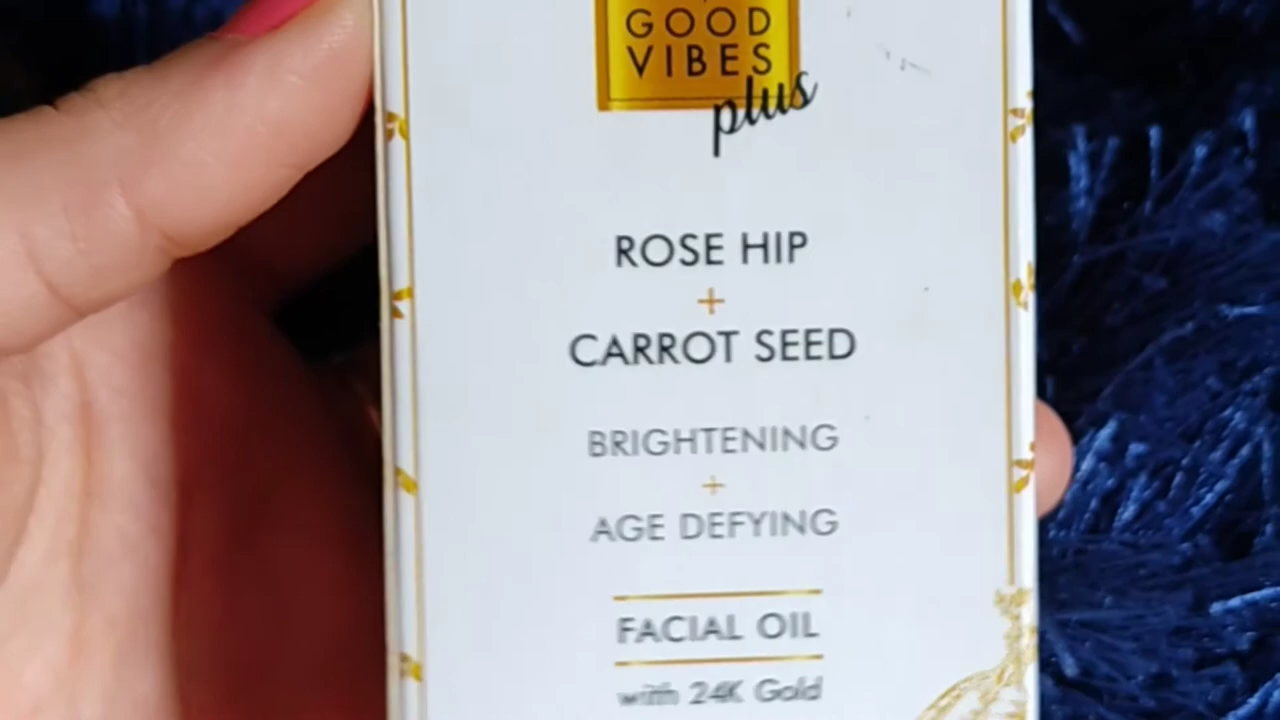 GOOD
VIBES
plus
ROSE HIP
+
CARROT SEED
BRIGHTENING
+
AGE DEFYING
FACIAL OIL
with 24K Gold